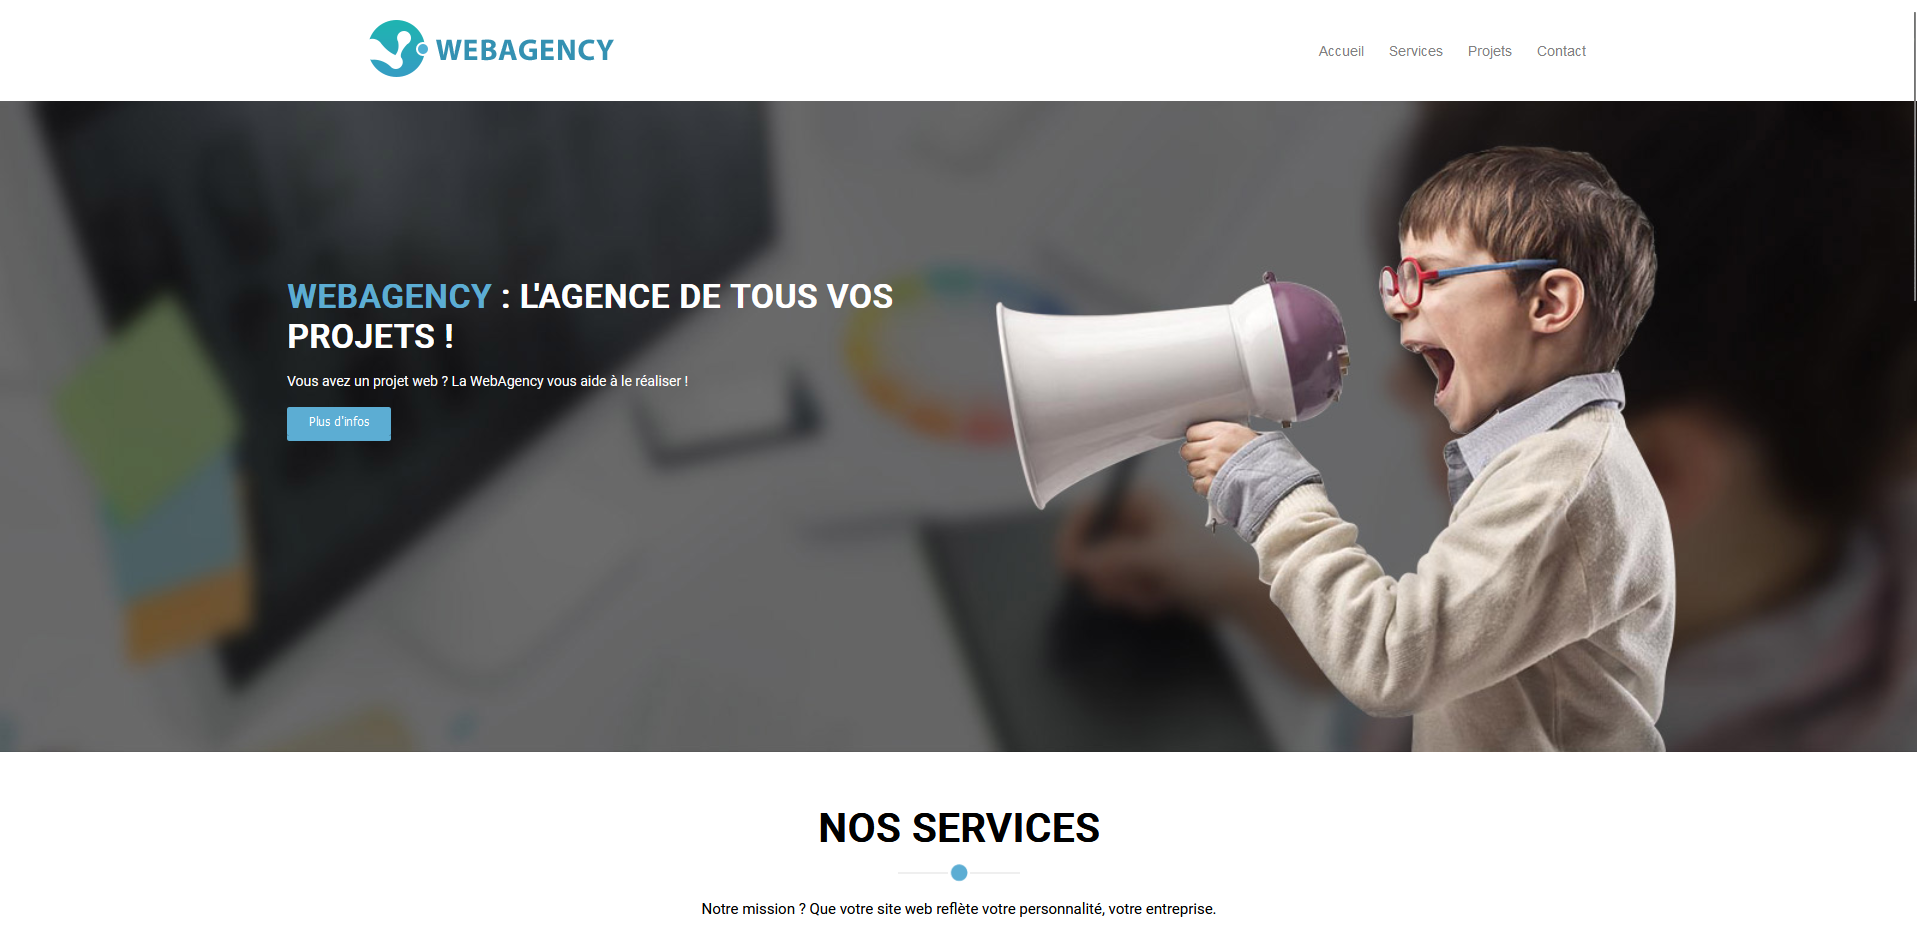 WEBAGENCY
Accueil Services Projets Contact
WEBAGENCY : L'AGENCE DE TOUS VOS
PROJETS !
Vous avez un projet web ? La WebAgency vous aide à le réaliser !
Plus d'infos
NOS SERVICES
Notre mission ? Que votre site web reflète votre personnalité, votre entreprise.